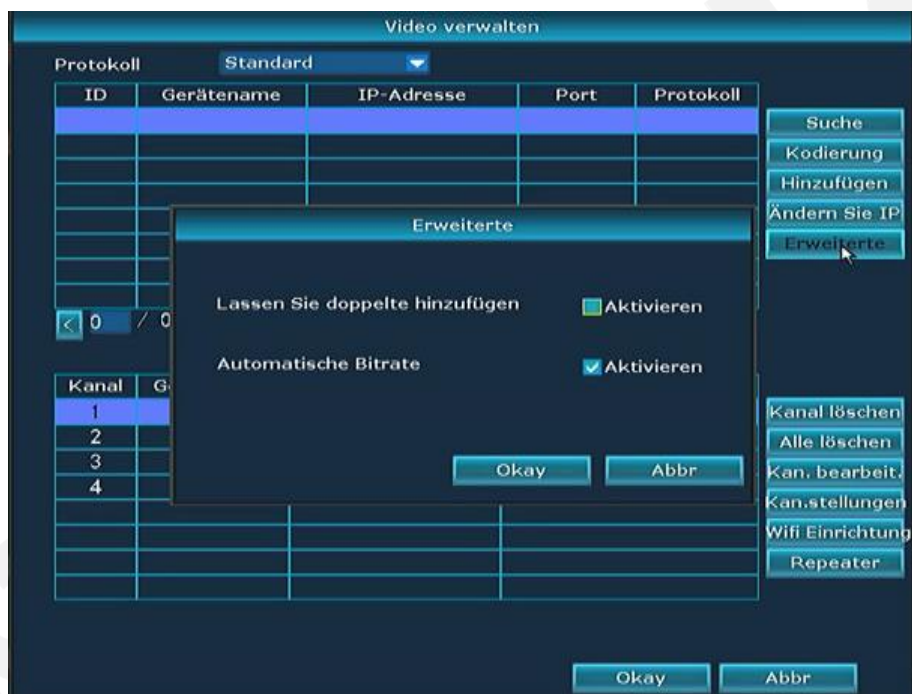 Video verwalten
Protokoll Standard
ID Gerätename IP-Adresse Port Protokoll
Suche
Kodierung
Hinzufügen
Ändern Sie IP
Erweiterte
Erweiterte
Lassen Sie doppelte hinzufügen Aktivieren
Automatische Bitrate Aktivieren
Okay Abbr
< 0 / 0
Kanal G
1
2
3
4
Kanal löschen
Alle löschen
Kan. bearbeit.
Kan.stellungen
Wifi Einrichtung
Repeater
Okay Abbr